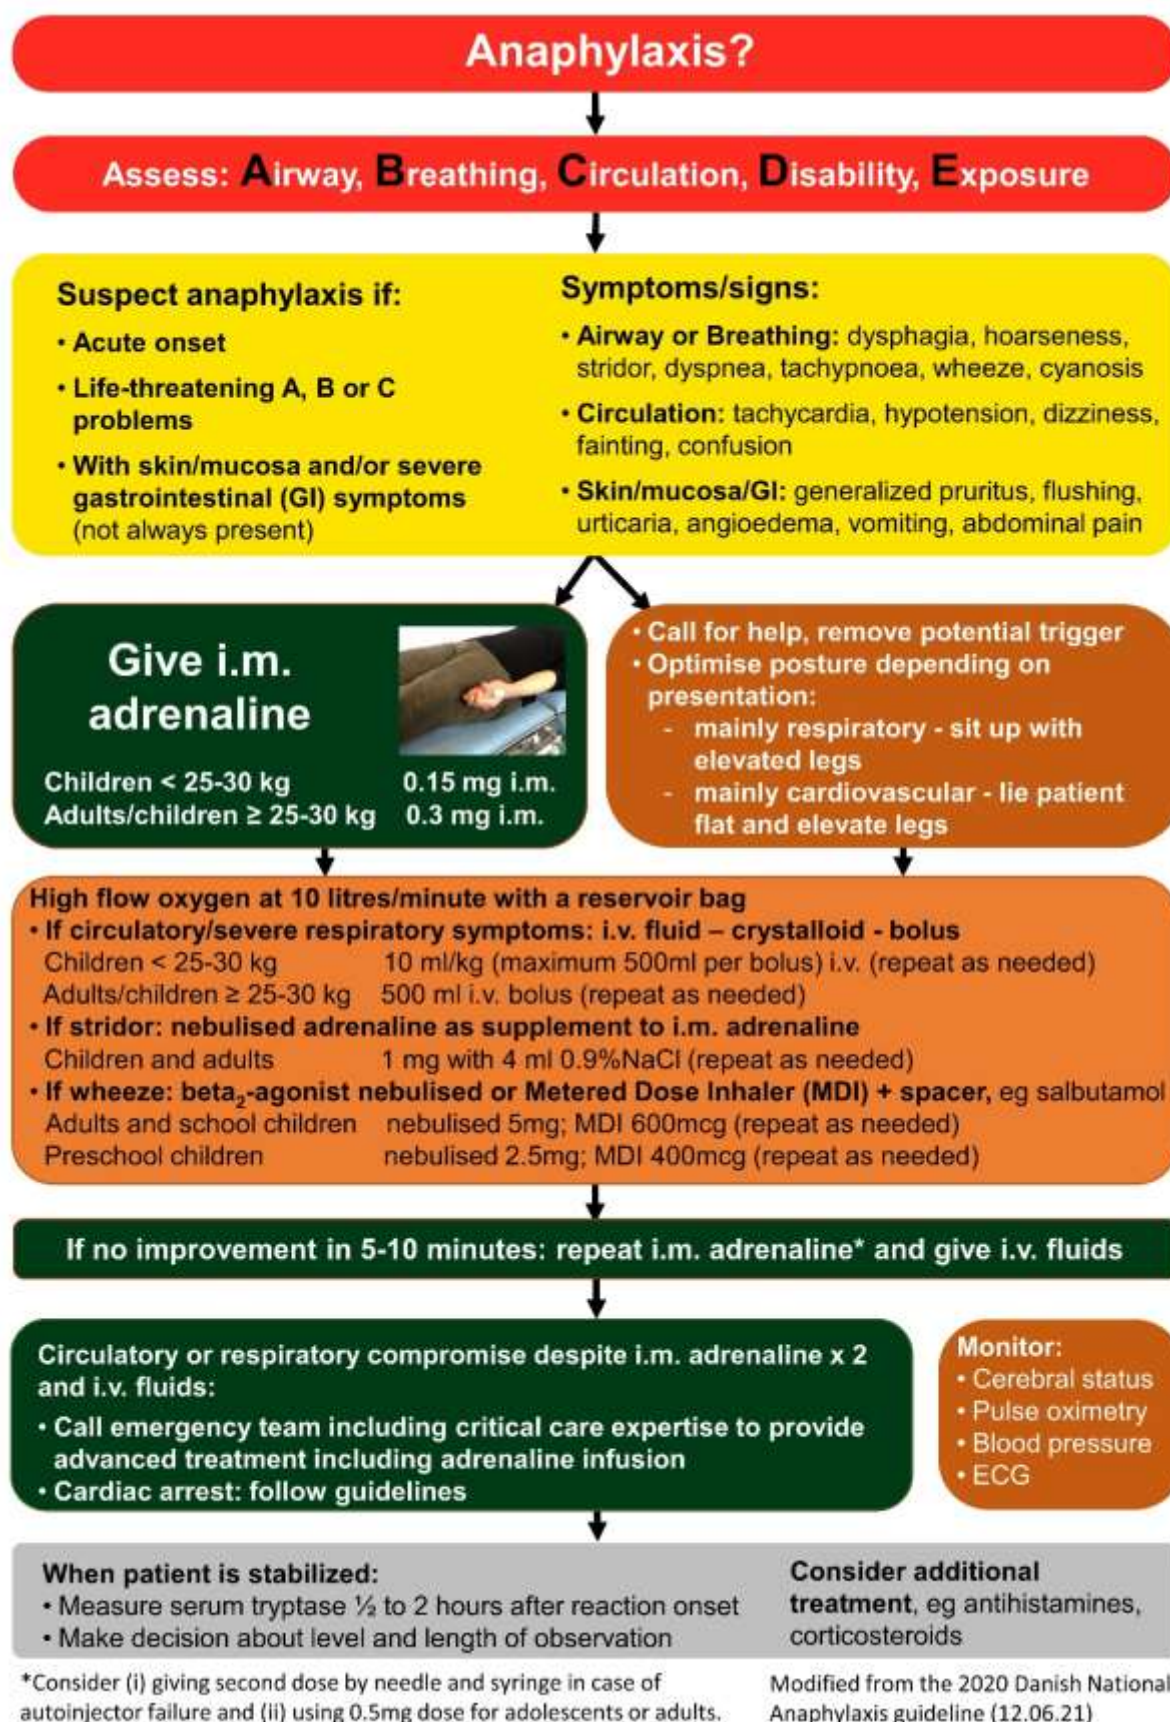 Anaphylaxis?
Assess: Airway, Breathing, Circulation, Disability, Exposure
Suspect anaphylaxis if:
• Acute onset
• Life-threatening A, B or C
problems
• With skin/mucosa and/or severe
gastrointestinal (GI) symptoms
(not always present)
Symptoms/signs:
• Airway or Breathing: dysphagia, hoarseness,
stridor, dyspnea, tachypnoea, wheeze, cyanosis
• Circulation: tachycardia, hypotension, dizziness,
fainting, confusion
• Skin/mucosa/GI: generalized pruritus, flushing,
urticaria, angioedema, vomiting, abdominal pain
Give i.m.
adrenaline
Children < 25-30 kg 0.15 mg i.m.
Adults/children ≥ 25-30 kg 0.3 mg i.m.
• Call for help, remove potential trigger
• Optimise posture depending on
presentation:
- mainly respiratory - sit up with
elevated legs
- mainly cardiovascular - lie patient
flat and elevate legs
High flow oxygen at 10 litres/minute with a reservoir bag
• If circulatory/severe respiratory symptoms: i.v. fluid – crystalloid - bolus
Children < 25-30 kg 10 ml/kg (maximum 500ml per bolus) i.v. (repeat as needed)
Adults/children ≥ 25-30 kg 500 ml i.v. bolus (repeat as needed)
• If stridor: nebulised adrenaline as supplement to i.m. adrenaline
Children and adults 1 mg with 4 ml 0.9%NaCl (repeat as needed)
• If wheeze: beta₂-agonist nebulised or Metered Dose Inhaler (MDI) + spacer, eg salbutamol
Adults and school children nebulised 5mg; MDI 600mcg (repeat as needed)
Preschool children nebulised 2.5mg; MDI 400mcg (repeat as needed)
If no improvement in 5-10 minutes: repeat i.m. adrenaline* and give i.v. fluids
Circulatory or respiratory compromise despite i.m. adrenaline x 2
and i.v. fluids:
• Call emergency team including critical care expertise to provide
advanced treatment including adrenaline infusion
• Cardiac arrest: follow guidelines
Monitor:
• Cerebral status
• Pulse oximetry
• Blood pressure
• ECG
When patient is stabilized:
• Measure serum tryptase ½ to 2 hours after reaction onset
• Make decision about level and length of observation
Consider additional
treatment, eg antihistamines,
corticosteroids
*Consider (i) giving second dose by needle and syringe in case of
autoinjector failure and (ii) using 0.5mg dose for adolescents or adults.
Modified from the 2020 Danish National
Anaphylaxis guideline (12.06.21)